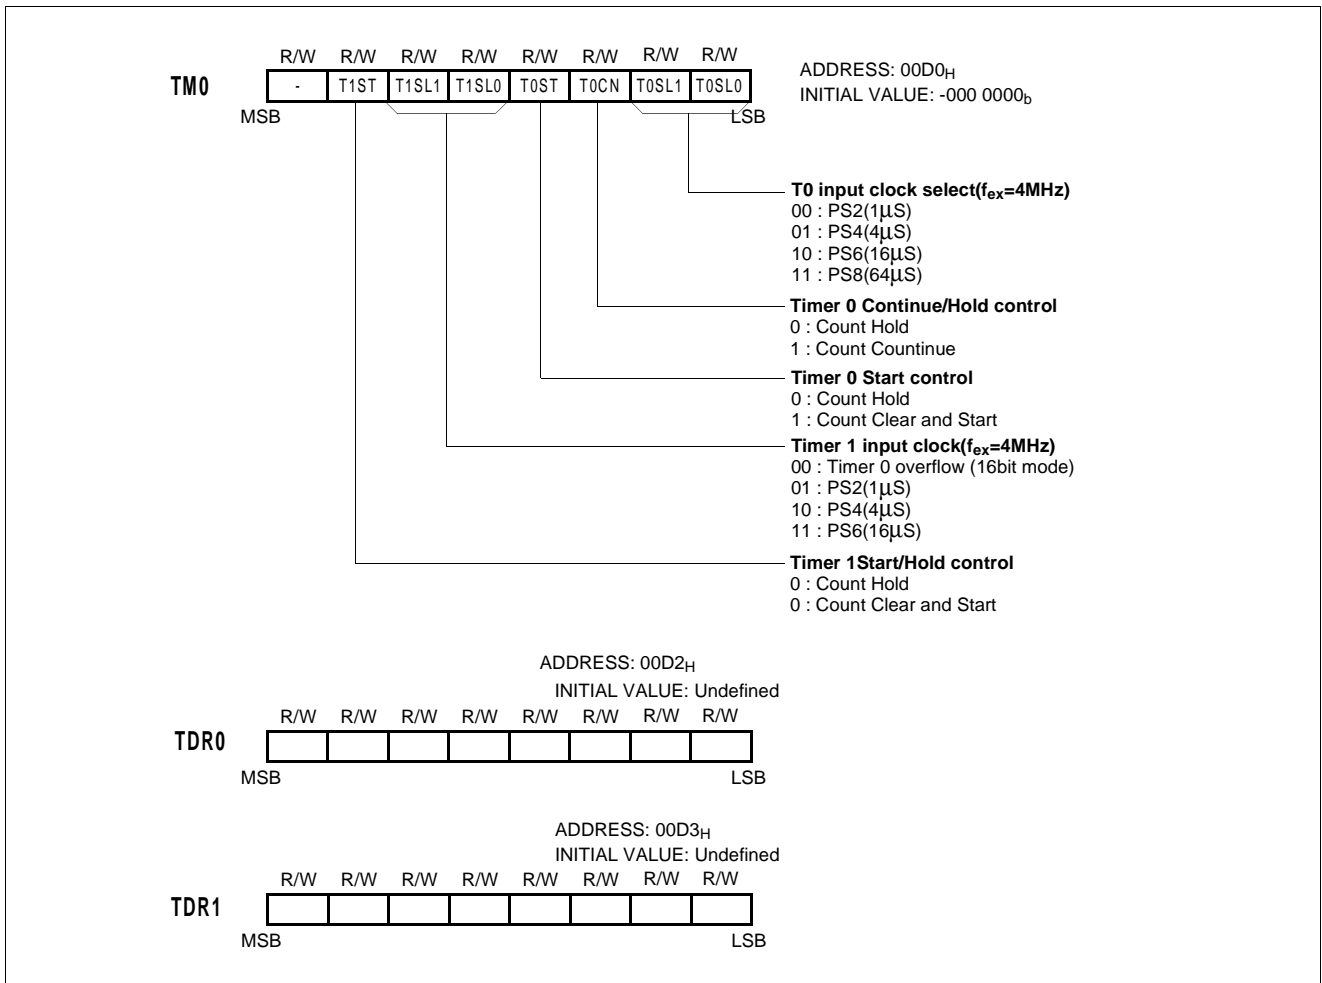 R/W R/W R/W R/W R/W R/W R/W R/W
TM0 - T1ST T1SL1 T1SL0 T0ST T0CN T0SL1 T0SL0
MSB LSB
ADDRESS: 00D0H
INITIAL VALUE: -000 0000b
T0 input clock select(fex=4MHz)
00 : PS2(1μS)
01 : PS4(4μS)
10 : PS6(16μS)
11 : PS8(64μS)
Timer 0 Continue/Hold control
0 : Count Hold
1 : Count Countinue
Timer 0 Start control
0 : Count Hold
1 : Count Clear and Start
Timer 1 input clock(fex=4MHz)
00 : Timer 0 overflow (16bit mode)
01 : PS2(1μS)
10 : PS4(4μS)
11 : PS6(16μS)
Timer 1Start/Hold control
0 : Count Hold
0 : Count Clear and Start
ADDRESS: 00D2H
INITIAL VALUE: Undefined
R/W R/W R/W R/W R/W R/W R/W R/W
TDR0
MSB LSB
ADDRESS: 00D3H
INITIAL VALUE: Undefined
R/W R/W R/W R/W R/W R/W R/W R/W
TDR1
MSB LSB